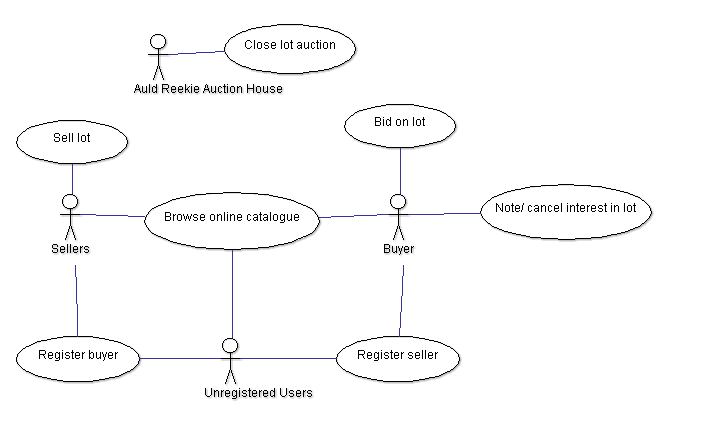 Close lot auction
Auld Reekie Auction House
Bid on lot
Sell lot
Browse online catalogue
Note/ cancel interest in lot
Sellers
Buyer
Register buyer
Register seller
Unregistered Users